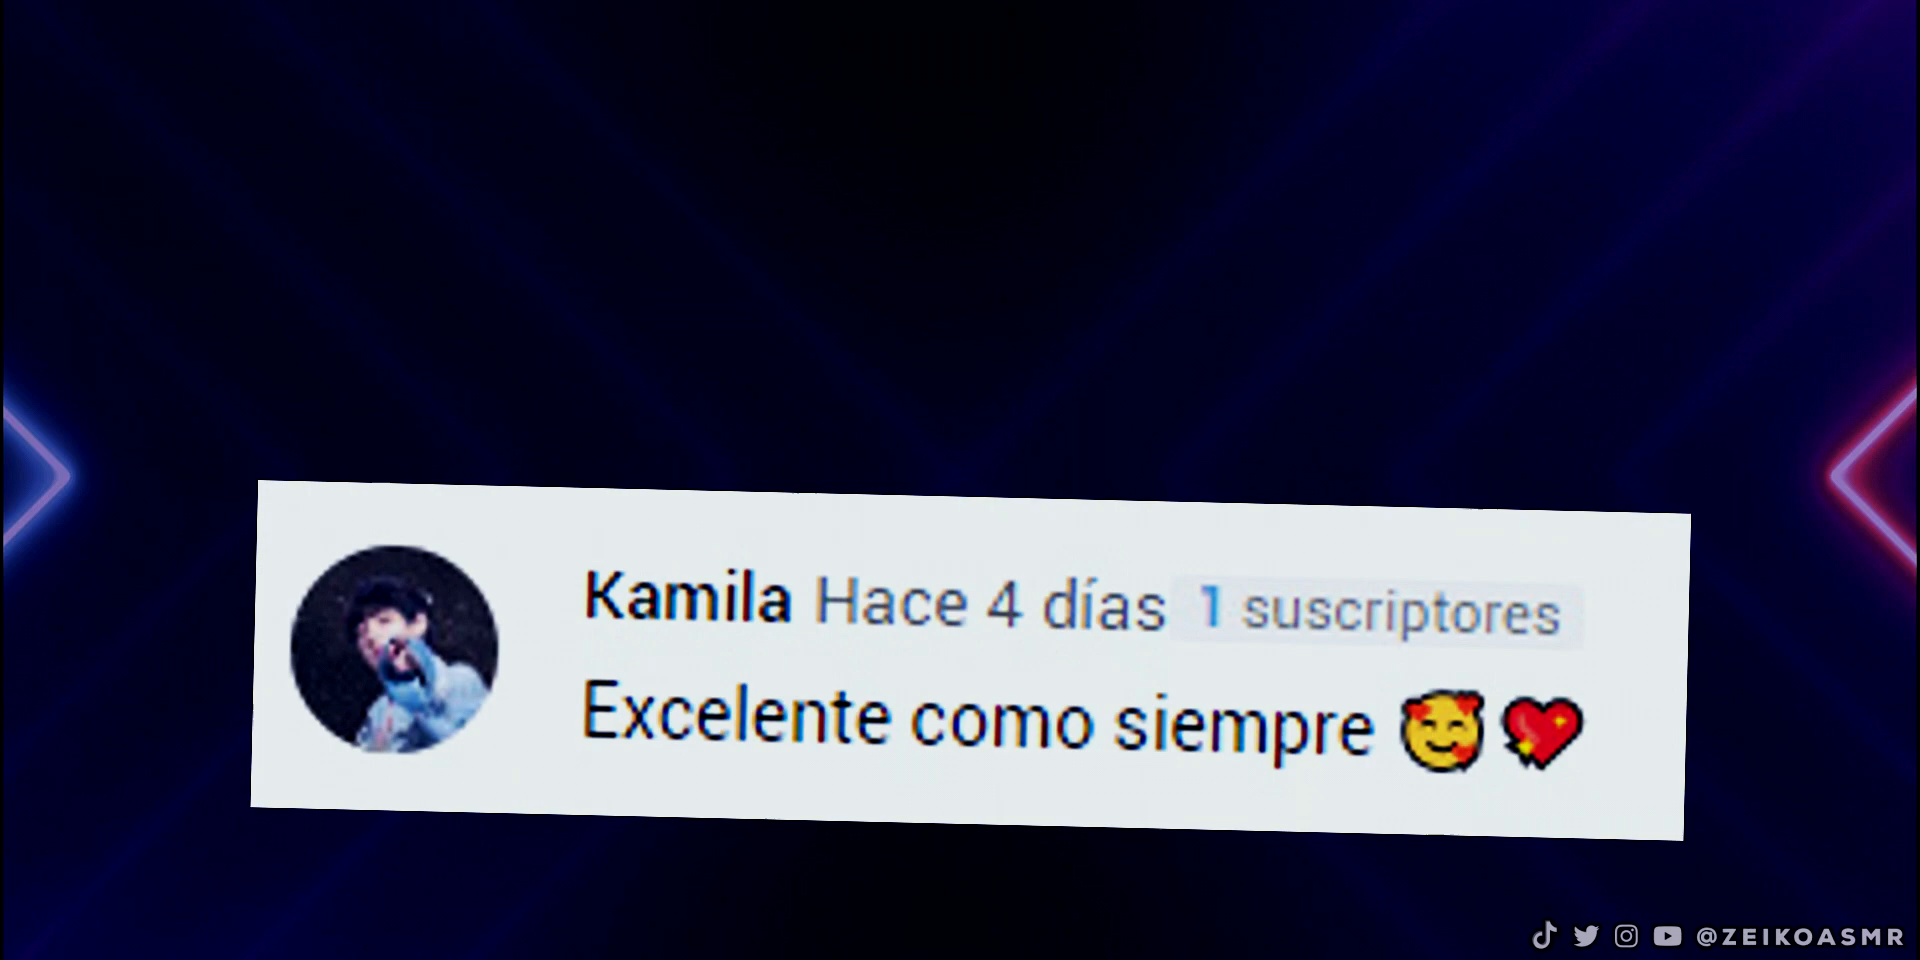 Kamila Hace 4 días 1 suscriptores
Excelente como siempre 🥰 💖
@ZEIKOASMR